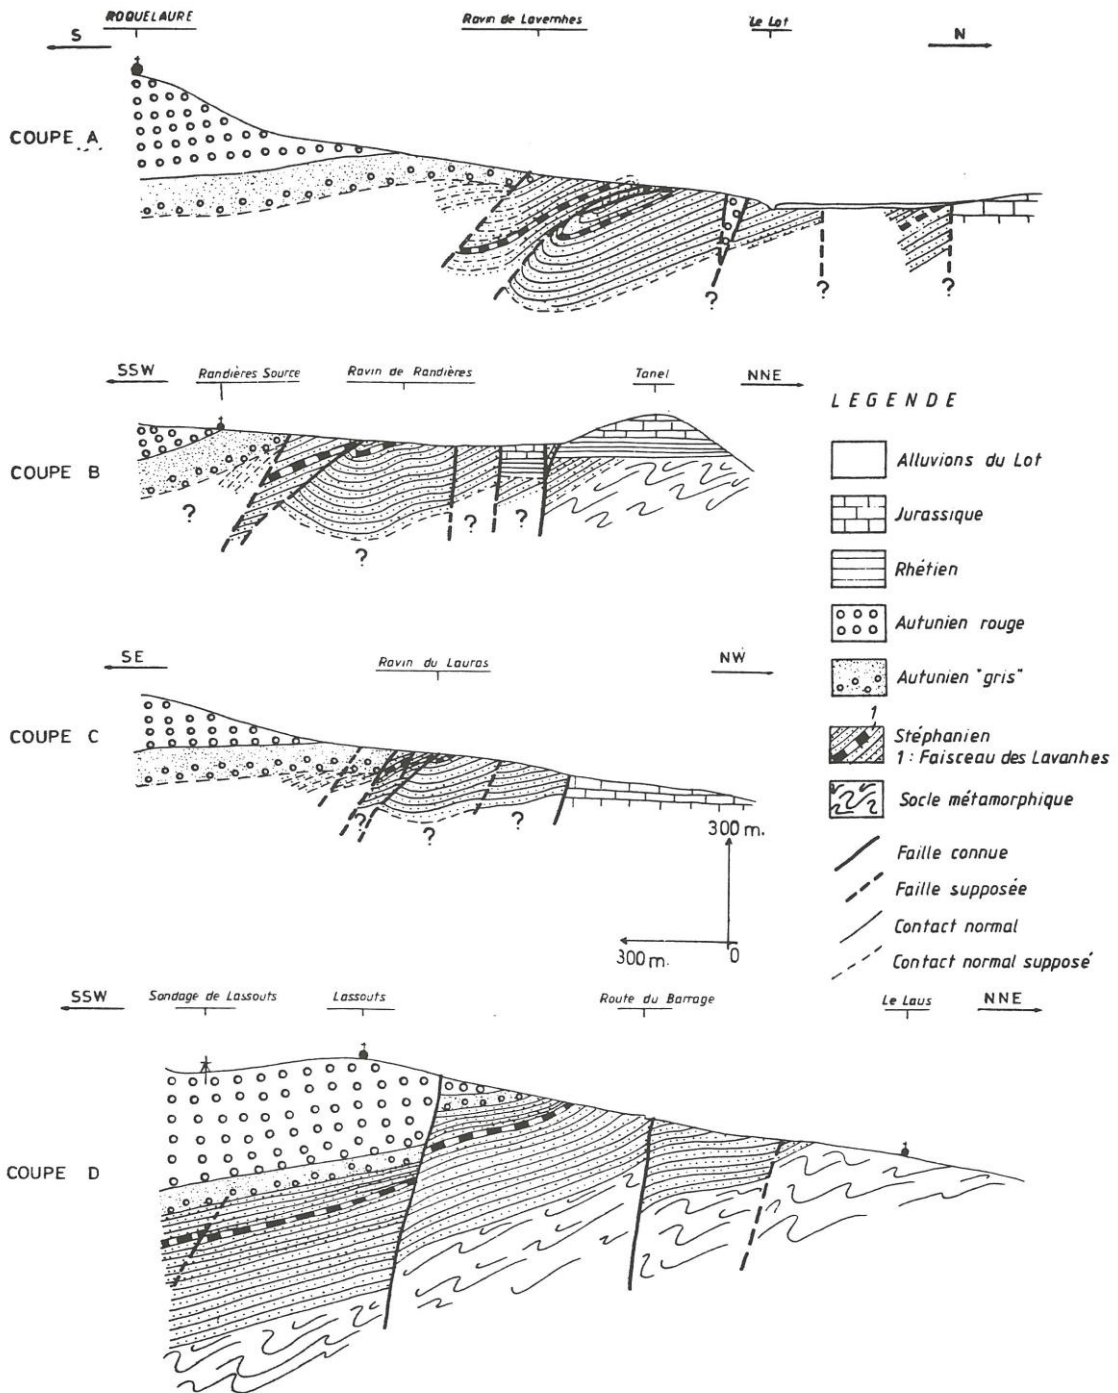 ROQUELAURE
Ravin de Lavernhes
Le Lot
S
N
COUPE A
?
?
?
SSW
Randières Source
Ravin de Randières
Tanel
NNE
COUPE B
?
?
?
?
LEGENDE
Alluvions du Lot
Jurassique
Rhétien
Autunien rouge
Autunien "gris"
1
Stéphanien
1: Faisceau des Lavanhes
Socle métamorphique
Faille connue
Faille supposée
Contact normal
Contact normal supposé
SE
Ravin du Lauras
NW
COUPE C
?
?
?
300 m.
300 m.
0
SSW
Sondage de Lassouts
Lassouts
Route du Barrage
Le Laus
NNE
COUPE D